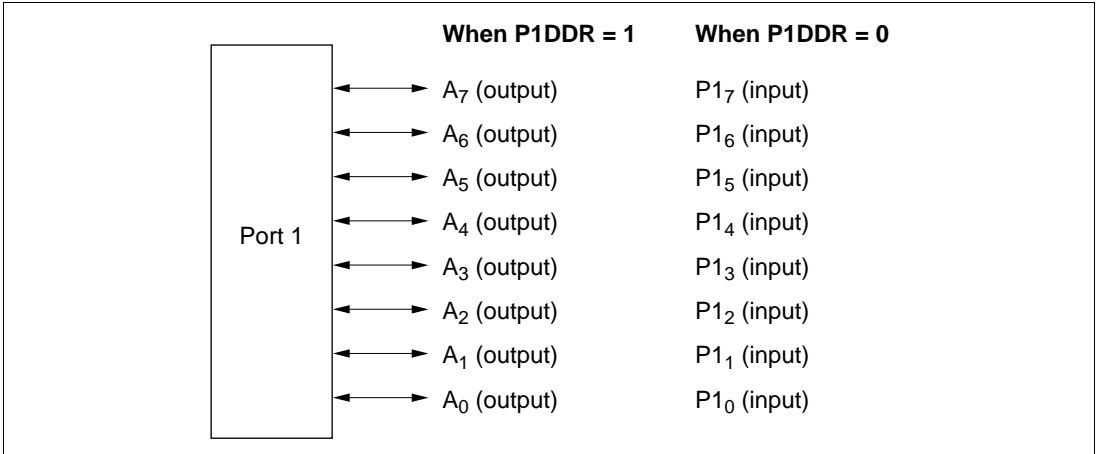 When P1DDR = 1 When P1DDR = 0
A₇ (output) P1₇ (input)
A₆ (output) P1₆ (input)
A₅ (output) P1₅ (input)
A₄ (output) P1₄ (input)
Port 1
A₃ (output) P1₃ (input)
A₂ (output) P1₂ (input)
A₁ (output) P1₁ (input)
A₀ (output) P1₀ (input)